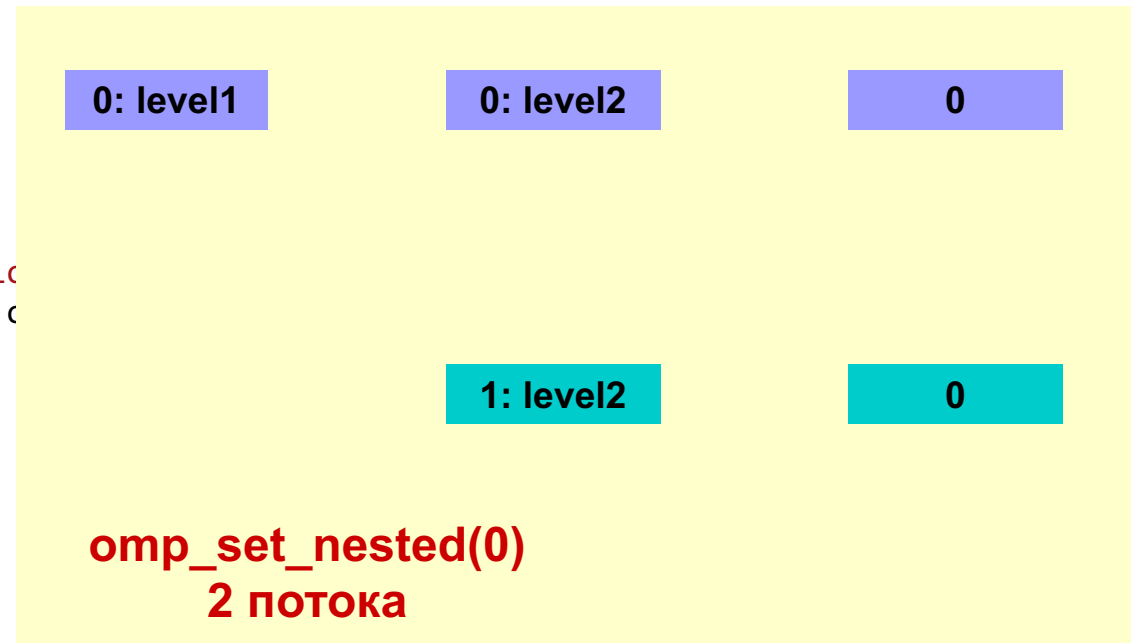 0: level1 0: level2 0
1: level2 0
omp_set_nested(0)
2 потока